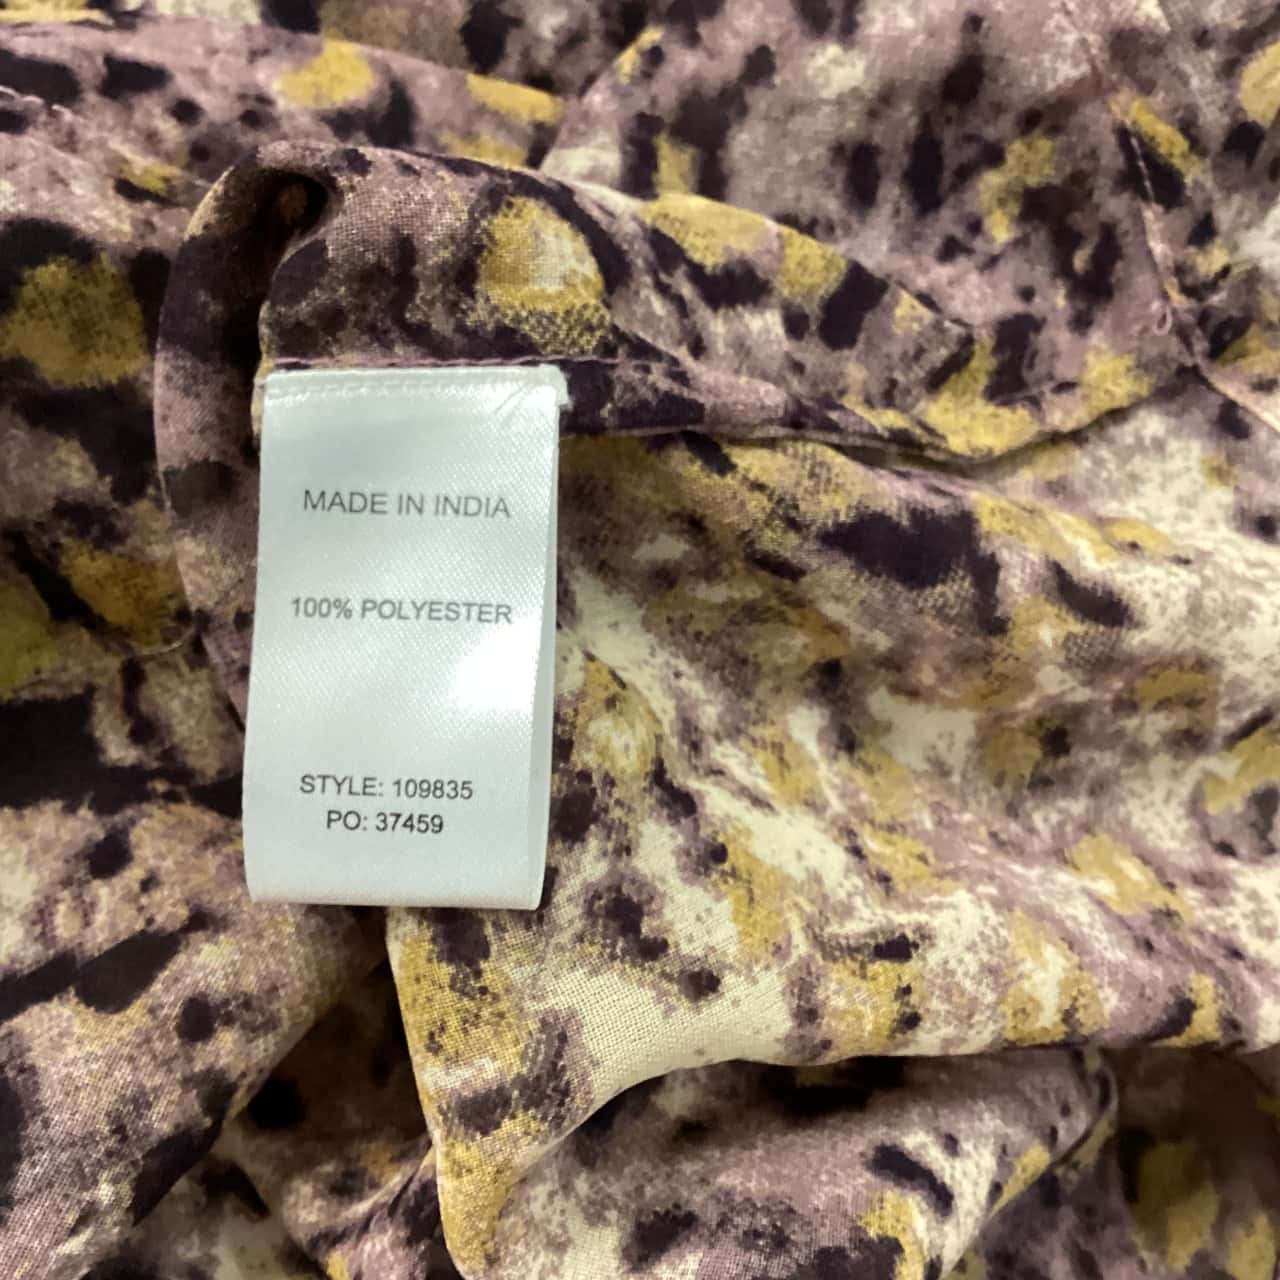 MADE IN INDIA
100% POLYESTER
STYLE: 109835
PO: 37459